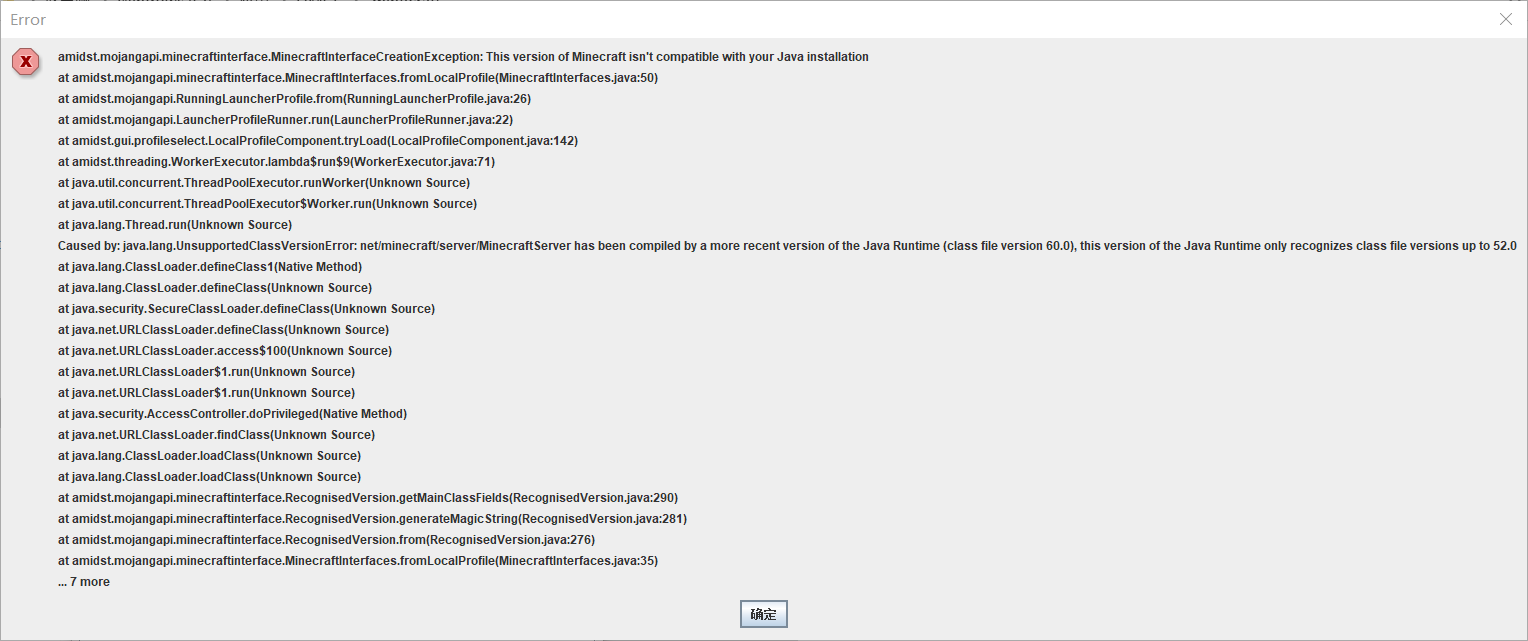 Error
amidst.mojangapi.minecraftinterface.MinecraftInterfaceCreationException: This version of Minecraft isn't compatible with your Java installation
at amidst.mojangapi.minecraftinterface.MinecraftInterfaces.fromLocalProfile(MinecraftInterfaces.java:50)
at amidst.mojangapi.RunningLauncherProfile.from(RunningLauncherProfile.java:26)
at amidst.mojangapi.LauncherProfileRunner.run(LauncherProfileRunner.java:22)
at amidst.gui.profileselect.LocalProfileComponent.tryLoad(LocalProfileComponent.java:142)
at amidst.threading.WorkerExecutor.lambda$run$9(WorkerExecutor.java:71)
at java.util.concurrent.ThreadPoolExecutor.runWorker(Unknown Source)
at java.util.concurrent.ThreadPoolExecutor$Worker.run(Unknown Source)
at java.lang.Thread.run(Unknown Source)
Caused by: java.lang.UnsupportedClassVersionError: net/minecraft/server/MinecraftServer has been compiled by a more recent version of the Java Runtime (class file version 60.0), this version of the Java Runtime only recognizes class file versions up to 52.0
at java.lang.ClassLoader.defineClass1(Native Method)
at java.lang.ClassLoader.defineClass(Unknown Source)
at java.security.SecureClassLoader.defineClass(Unknown Source)
at java.net.URLClassLoader.defineClass(Unknown Source)
at java.net.URLClassLoader.access$100(Unknown Source)
at java.net.URLClassLoader$1.run(Unknown Source)
at java.net.URLClassLoader$1.run(Unknown Source)
at java.security.AccessController.doPrivileged(Native Method)
at java.net.URLClassLoader.findClass(Unknown Source)
at java.lang.ClassLoader.loadClass(Unknown Source)
at java.lang.ClassLoader.loadClass(Unknown Source)
at amidst.mojangapi.minecraftinterface.RecognisedVersion.getMainClassFields(RecognisedVersion.java:290)
at amidst.mojangapi.minecraftinterface.RecognisedVersion.generateMagicString(RecognisedVersion.java:281)
at amidst.mojangapi.minecraftinterface.RecognisedVersion.from(RecognisedVersion.java:276)
at amidst.mojangapi.minecraftinterface.MinecraftInterfaces.fromLocalProfile(MinecraftInterfaces.java:35)
... 7 more
确定